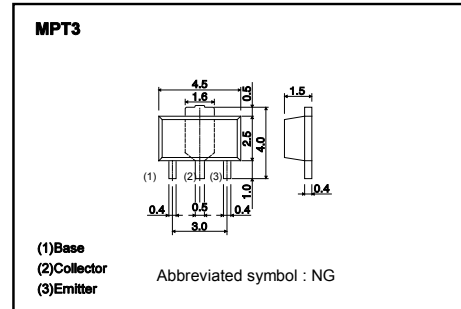 MPT3
4.5
1.6
0.5
1.5
2.5
4.0
(1) (2) (3)
1.0
0.4
0.4 0.5 0.4
3.0
(1)Base
(2)Collector
(3)Emitter
Abbreviated symbol : NG